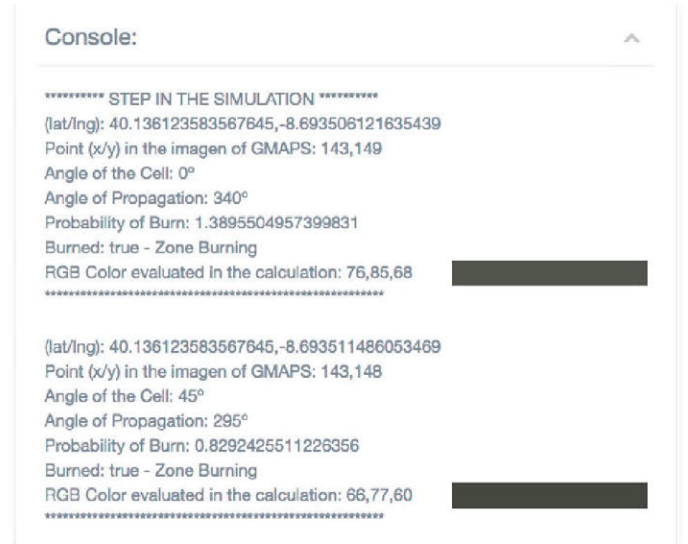 Console:
********** STEP IN THE SIMULATION **********
(lat/lng): 40.136123583567645,-8.693506121635439
Point (x/y) in the imagen of GMAPS: 143,149
Angle of the Cell: 0º
Angle of Propagation: 340º
Probability of Burn: 1.3895504957399831
Burned: true - Zone Burning
RGB Color evaluated in the calculation: 76,85,68
**********************************************************
(lat/lng): 40.136123583567645,-8.693511486053469
Point (x/y) in the imagen of GMAPS: 143,148
Angle of the Cell: 45º
Angle of Propagation: 295º
Probability of Burn: 0.8292425511226356
Burned: true - Zone Burning
RGB Color evaluated in the calculation: 66,77,60
**********************************************************